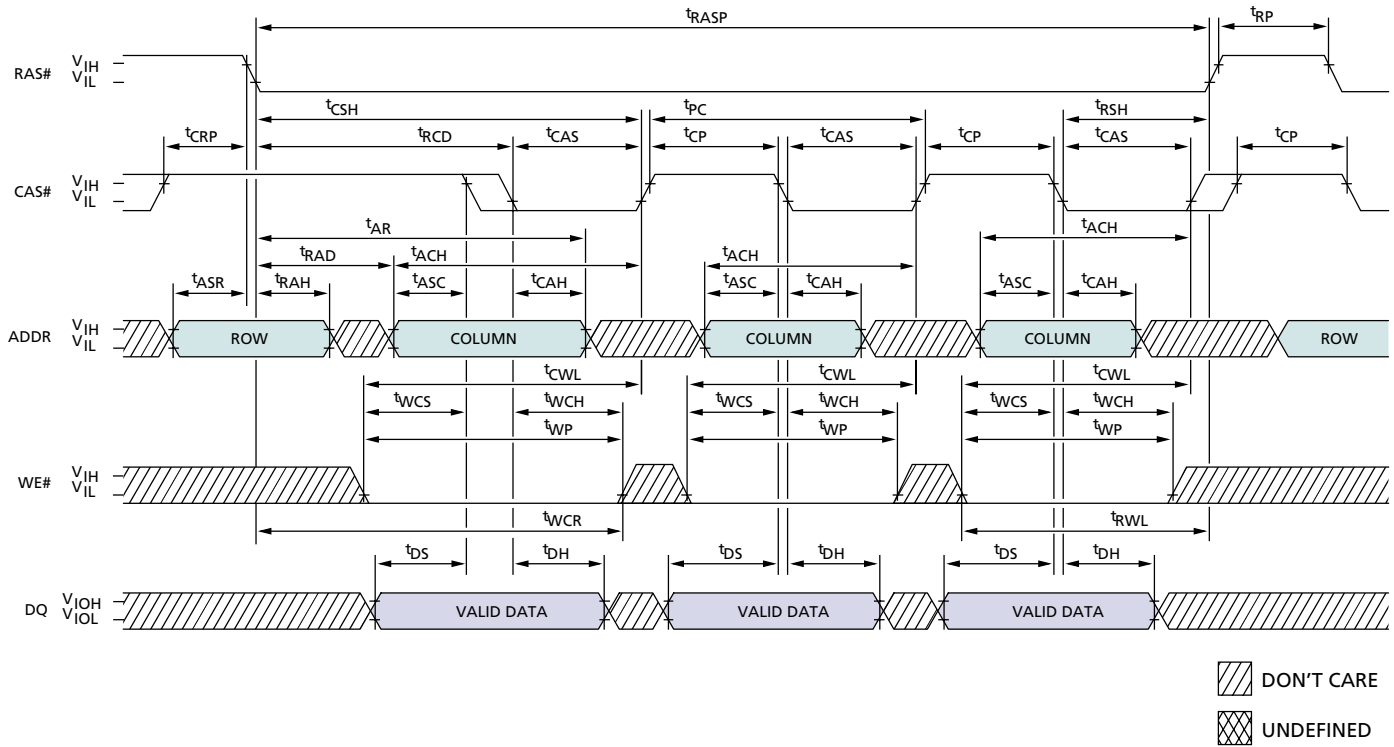 tRASP tRP
RAS# VIH
VIL
tCSH tPC tRSH
tCRP tRCD tCAS tCP tCAS tCP tCAS tCP
CAS# VIH
VIL
tAR tACH
tRAD tACH tACH
tASR tRAH tASC tCAH tASC tCAH tASC tCAH
ADDR VIH
VIL
ROW COLUMN COLUMN COLUMN ROW
tCWL tCWL tCWL
tWCS tWCH tWCS tWCH tWCS tWCH
tWP tWP tWP
WE# VIH
VIL
tWCR tRWL
tDS tDH tDS tDH tDS tDH
DQ VIOH
VIOL
VALID DATA VALID DATA VALID DATA
DON'T CARE
UNDEFINED